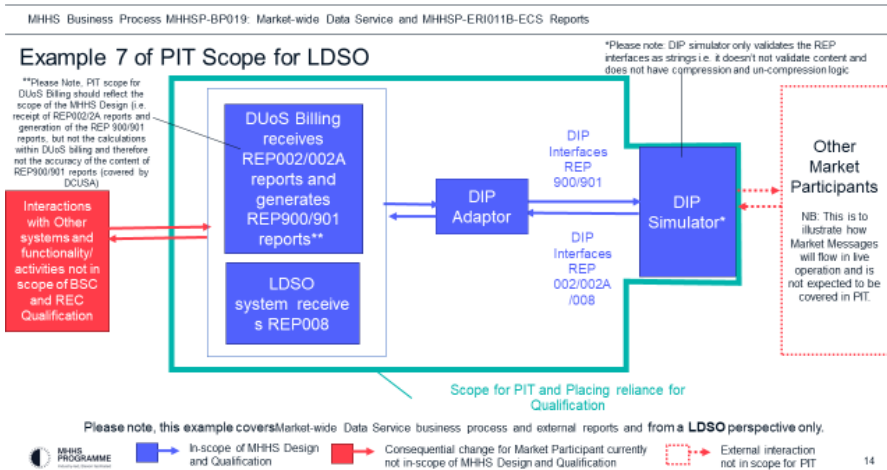 MHHS Business Process MHHSP-BP019: Market-wide Data Service and MHHSP-ERI011B-ECS Reports
Example 7 of PIT Scope for LDSO
*Please note: DIP simulator only validates the REP
interfaces as strings i.e. it doesn't not validate content and
does not have compression and un-compression logic
**Please Note, PIT scope for
DUoS Billing should reflect the
scope of the MHHS Design (i.e.
receipt of REP002/2A reports and
generation of the REP 900/901
reports, but not the calculations
within DUoS billing and therefore
not the accuracy of the content of
REP900/901 reports (covered by
DCUSA)
Interactions with Other
systems and
functionality/
activities not in
scope of BSC
and REC
Qualification
DUoS Billing
receives
REP002/002A
reports and
generates
REP900/901
reports**
LDSO
system receive
s REP008
DIP
Adaptor
DIP
Interfaces
REP
900/901
DIP
Interfaces
REP
002/002A
/008
DIP
Simulator*
Other
Market
Participants
NB: This is to
illustrate how
Market Messages
will flow in live
operation and is
not expected to be
covered in PIT.
Scope for PIT and Placing reliance for
Qualification
Please note, this example coversMarket-wide Data Service business process and external reports and from a LDSO perspective only.
MHHS
PROGRAMME
In-scope of MHHS Design
and Qualification
Consequential change for Market Participant currently
not in-scope of MHHS Design and Qualification
External interaction
not in scope for PIT
14